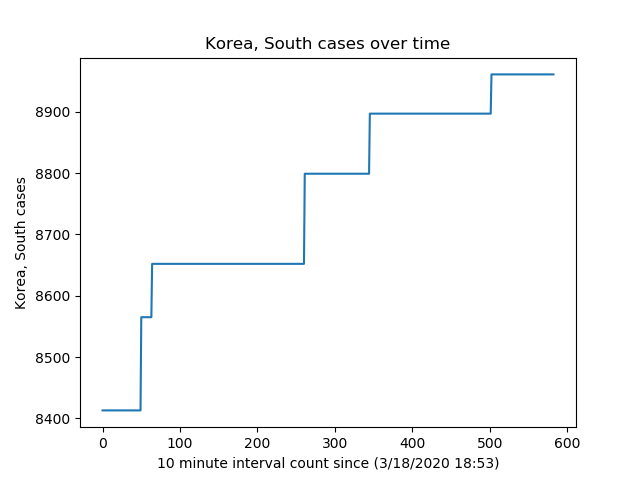 Korea, South cases over time
8900
8800
8700
8600
8500
8400
Korea, South cases
0 100 200 300 400 500 600
10 minute interval count since (3/18/2020 18:53)